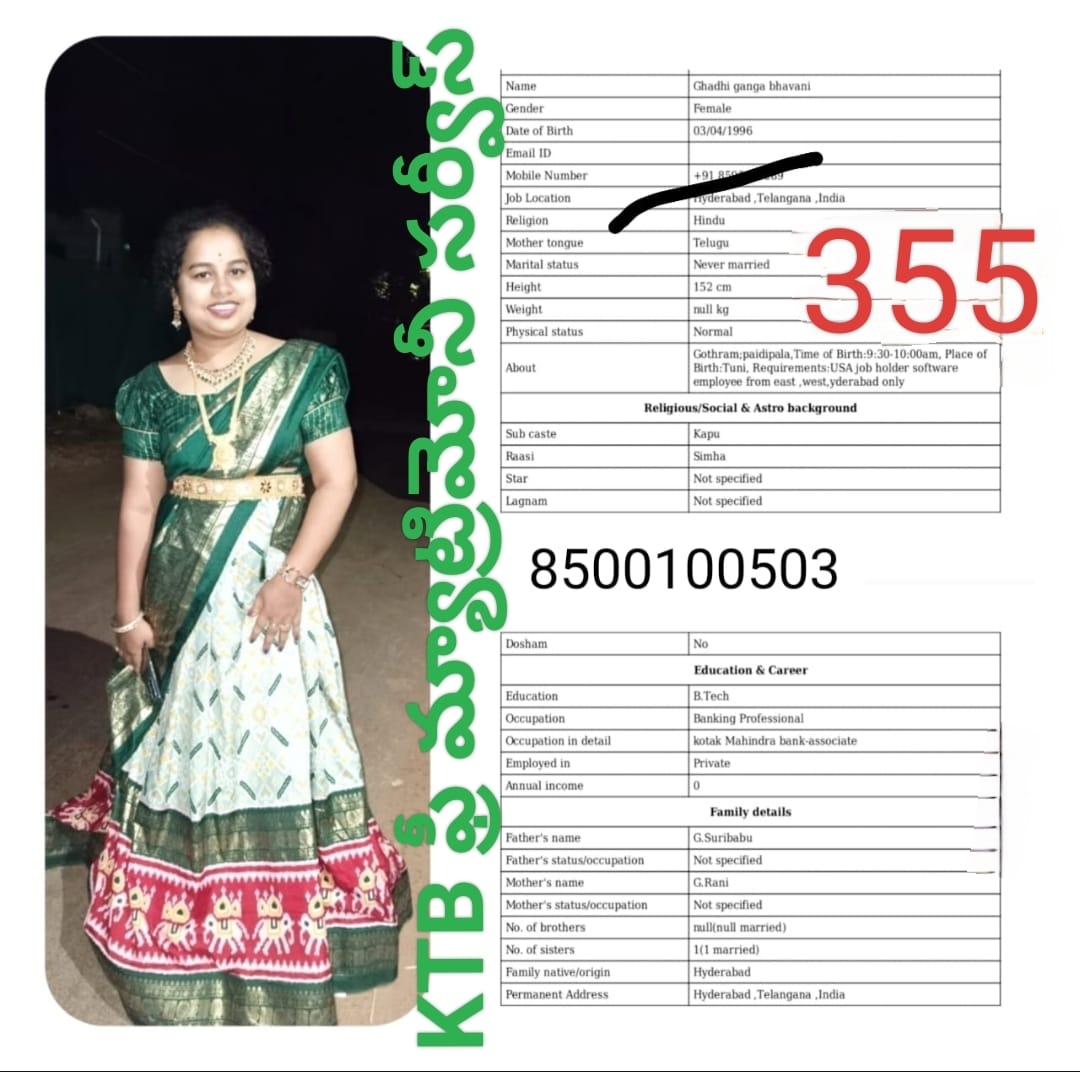 KTB ఫ్రీ మ్యాట్రిమోనీ సర్వీస్
Name Ghadhi ganga bhavani
Gender Female
Date of Birth 03/04/1996
Email ID
Mobile Number +91
Job Location Hyderabad ,Telangana ,India
Religion Hindu
Mother tongue Telugu
Marital status Never married
Height 152 cm
Weight null kg
Physical status Normal
355
About Gothram;paidipala,Time of Birth:9:30-10:00am, Place of
Birth:Tuni, Requirements:USA job holder software
employee from east ,west,yderabad only
Religious/Social & Astro background
Sub caste Kapu
Raasi Simha
Star Not specified
Lagnam Not specified
8500100503
Dosham No
Education & Career
Education B.Tech
Occupation Banking Professional
Occupation in detail kotak Mahindra bank-associate
Employed in Private
Annual income 0
Family details
Father's name G.Suribabu
Father's status/occupation Not specified
Mother's name G.Rani
Mother's status/occupation Not specified
No. of brothers null(null married)
No. of sisters 1(1 married)
Family native/origin Hyderabad
Permanent Address Hyderabad ,Telangana ,India